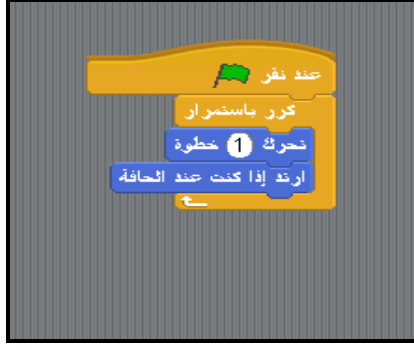 عند نقر
كرر باستمرار
تحرك 1 خطوة
ارتد إذا كنت عند الحافة